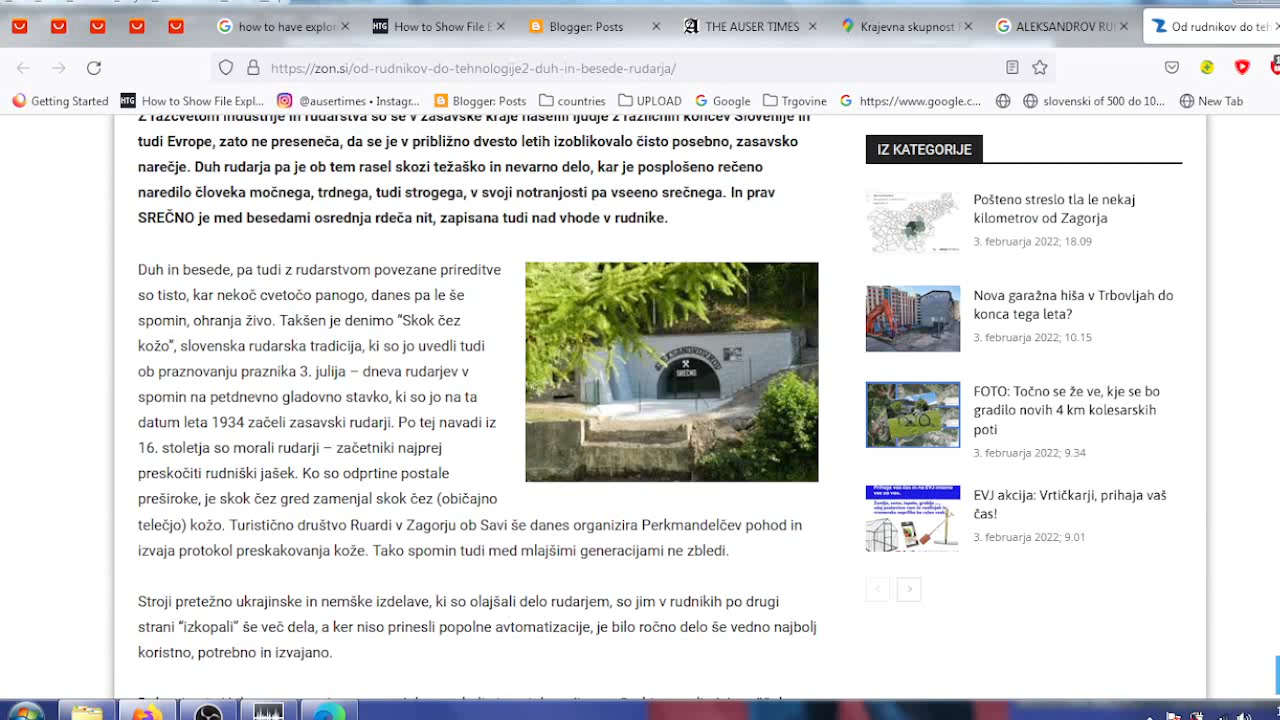 how to have explor
How to Show File E
Blogger: Posts
THE AUSER TIMES
Krajevna skupnost
ALEKSANDROV RU
Od rudnikov do teh
https://zon.si/od-rudnikov-do-tehnologije2-duh-in-besede-rudarja/
Getting Started
How to Show File Expl...
@ausertimes • Instagr...
Blogger: Posts
countries
UPLOAD
Google
Trgovine
https://www.google.c...
slovenski of 500 do 10...
New Tab
Z razcvetom industrije in rudarstva so se v zasavske kraje naselili ljudje z različnih koncev Slovenije in
tudi Evrope, zato ne preseneča, da se je v približno dvesto letih izoblikovalo čisto posebno, zasavsko
narečje. Duh rudarja pa je ob tem rasel skozi težaško in nevarno delo, kar je posplošeno rečeno
naredilo človeka močnega, trdnega, tudi strogega, v svoji notranjosti pa vseeno srečnega. In prav
SREČNO je med besedami osrednja rdeča nit, zapisana tudi nad vhode v rudnike.
Duh in besede, pa tudi z rudarstvom povezane prireditve
so tisto, kar nekoč cvetočo panogo, danes pa le še
spomin, ohranja živo. Takšen je denimo “Skok čez
kožo”, slovenska rudarska tradicija, ki so jo uvedli tudi
ob praznovanju praznika 3. julija – dneva rudarjev v
spomin na petdnevno gladovno stavko, ki so jo na ta
datum leta 1934 začeli zasavski rudarji. Po tej navadi iz
16. stoletja so morali rudarji – začetniki najprej
preskočiti rudniški jašek. Ko so odprtine postale
preširoke, je skok čez gred zamenjal skok čez (običajno
telečjo) kožo. Turistično društvo Ruardi v Zagorju ob Savi še danes organizira Perkmandelčev pohod in
izvaja protokol preskakovanja kože. Tako spomin tudi med mlajšimi generacijami ne zbledi.
ALEKSANDROV
SREČNO
Stroji pretežno ukrajinske in nemške izdelave, ki so olajšali delo rudarjem, so jim v rudnikih po drugi
strani “izkopali” še več dela, a ker niso prinesli popolne avtomatizacije, je bilo ročno delo še vedno najbolj
koristno, potrebno in izvajano.
IZ KATEGORIJE
Pošteno streslo tla le nekaj
kilometrov od Zagorja
3. februarja 2022; 18.09
Nova garažna hiša v Trbovljah do
konca tega leta?
3. februarja 2022; 10.15
FOTO: Točno se že ve, kje se bo
gradilo novih 4 km kolesarskih
poti
3. februarja 2022; 9.34
EVJ akcija: Vrtičkarji, prihaja vaš
čas!
3. februarja 2022; 9.01